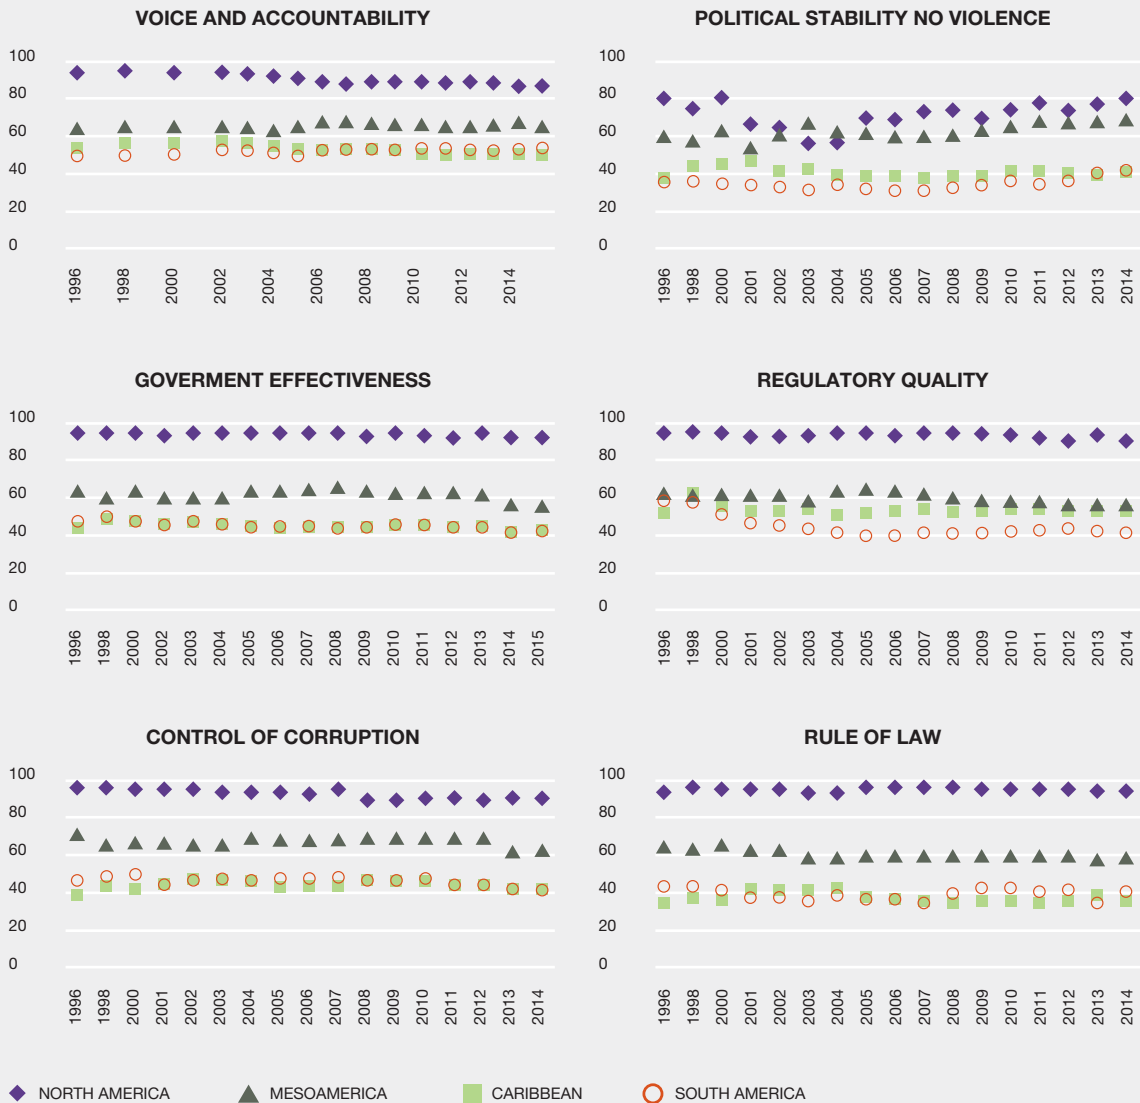 VOICE AND ACCOUNTABILITY
100
80
60
40
20
0
1996 1998 2000 2002 2004 2006 2008 2010 2012 2014
POLITICAL STABILITY NO VIOLENCE
100
80
60
40
20
0
1996 1998 2000 2001 2002 2003 2004 2005 2006 2007 2008 2009 2010 2011 2012 2013 2014
GOVERMENT EFFECTIVENESS
100
80
60
40
20
0
1996 1998 2000 2002 2003 2004 2005 2006 2007 2008 2009 2010 2011 2012 2013 2014 2015
REGULATORY QUALITY
100
80
60
40
20
0
1996 1998 2000 2001 2002 2003 2004 2005 2006 2007 2008 2009 2010 2011 2012 2013 2014
CONTROL OF CORRUPTION
100
80
60
40
20
0
1996 1998 2000 2001 2002 2003 2004 2005 2006 2007 2008 2009 2010 2011 2012 2013 2014
RULE OF LAW
100
80
60
40
20
0
1996 1998 2000 2001 2002 2003 2004 2005 2006 2007 2008 2009 2010 2011 2012 2013 2014
NORTH AMERICA MESOAMERICA CARIBBEAN SOUTH AMERICA